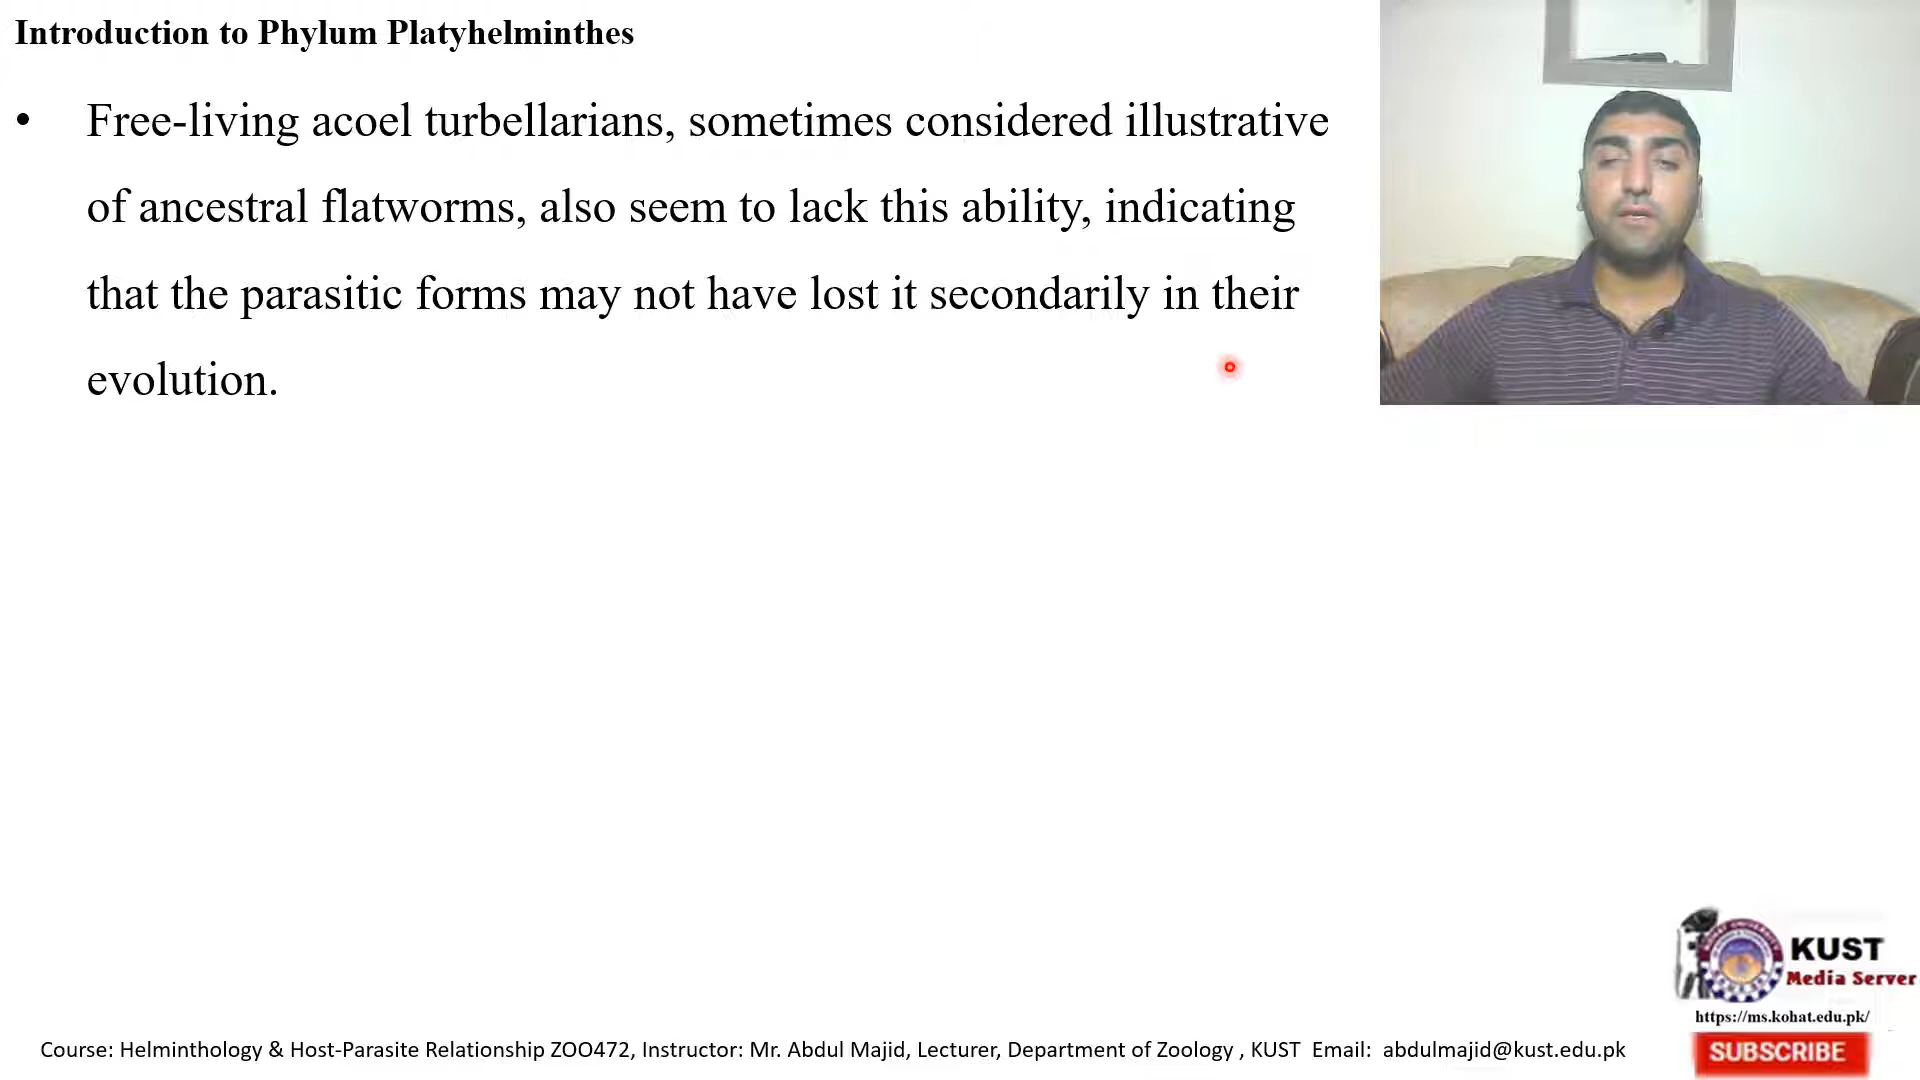 Introduction to Phylum Platyhelminthes
• Free-living acoel turbellarians, sometimes considered illustrative
of ancestral flatworms, also seem to lack this ability, indicating
that the parasitic forms may not have lost it secondarily in their
evolution.
KUST
Media Server
https://ms.kohat.edu.pk/
SUBSCRIBE
Course: Helminthology & Host-Parasite Relationship ZOO472, Instructor: Mr. Abdul Majid, Lecturer, Department of Zoology , KUST Email: abdulmajid@kust.edu.pk